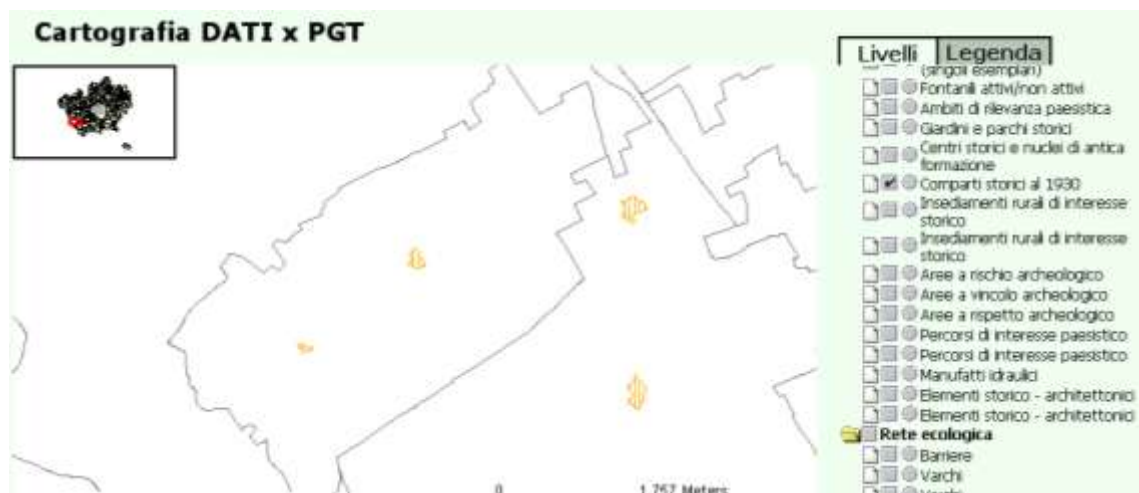 Cartografia DATI x PGT
Livelli
Legenda
(singoli esemplari)
Fontanili attivi/non attivi
Ambiti di rilevanza paesistica
Giardini e parchi storici
Centri storici e nuclei di antica
formazione
Comparti storici al 1930
Insediamenti rurali di interesse
storico
Insediamenti rurali di interesse
storico
Aree a rischio archeologico
Aree a vincolo archeologico
Aree a rispetto archeologico
Percorsi di interesse paesistico
Percorsi di interesse paesistico
Manufatti idraulici
Elementi storico - architettonici
Elementi storico - architettonici
Rete ecologica
Barriere
Varchi
Varchi
0 1.757 Meters